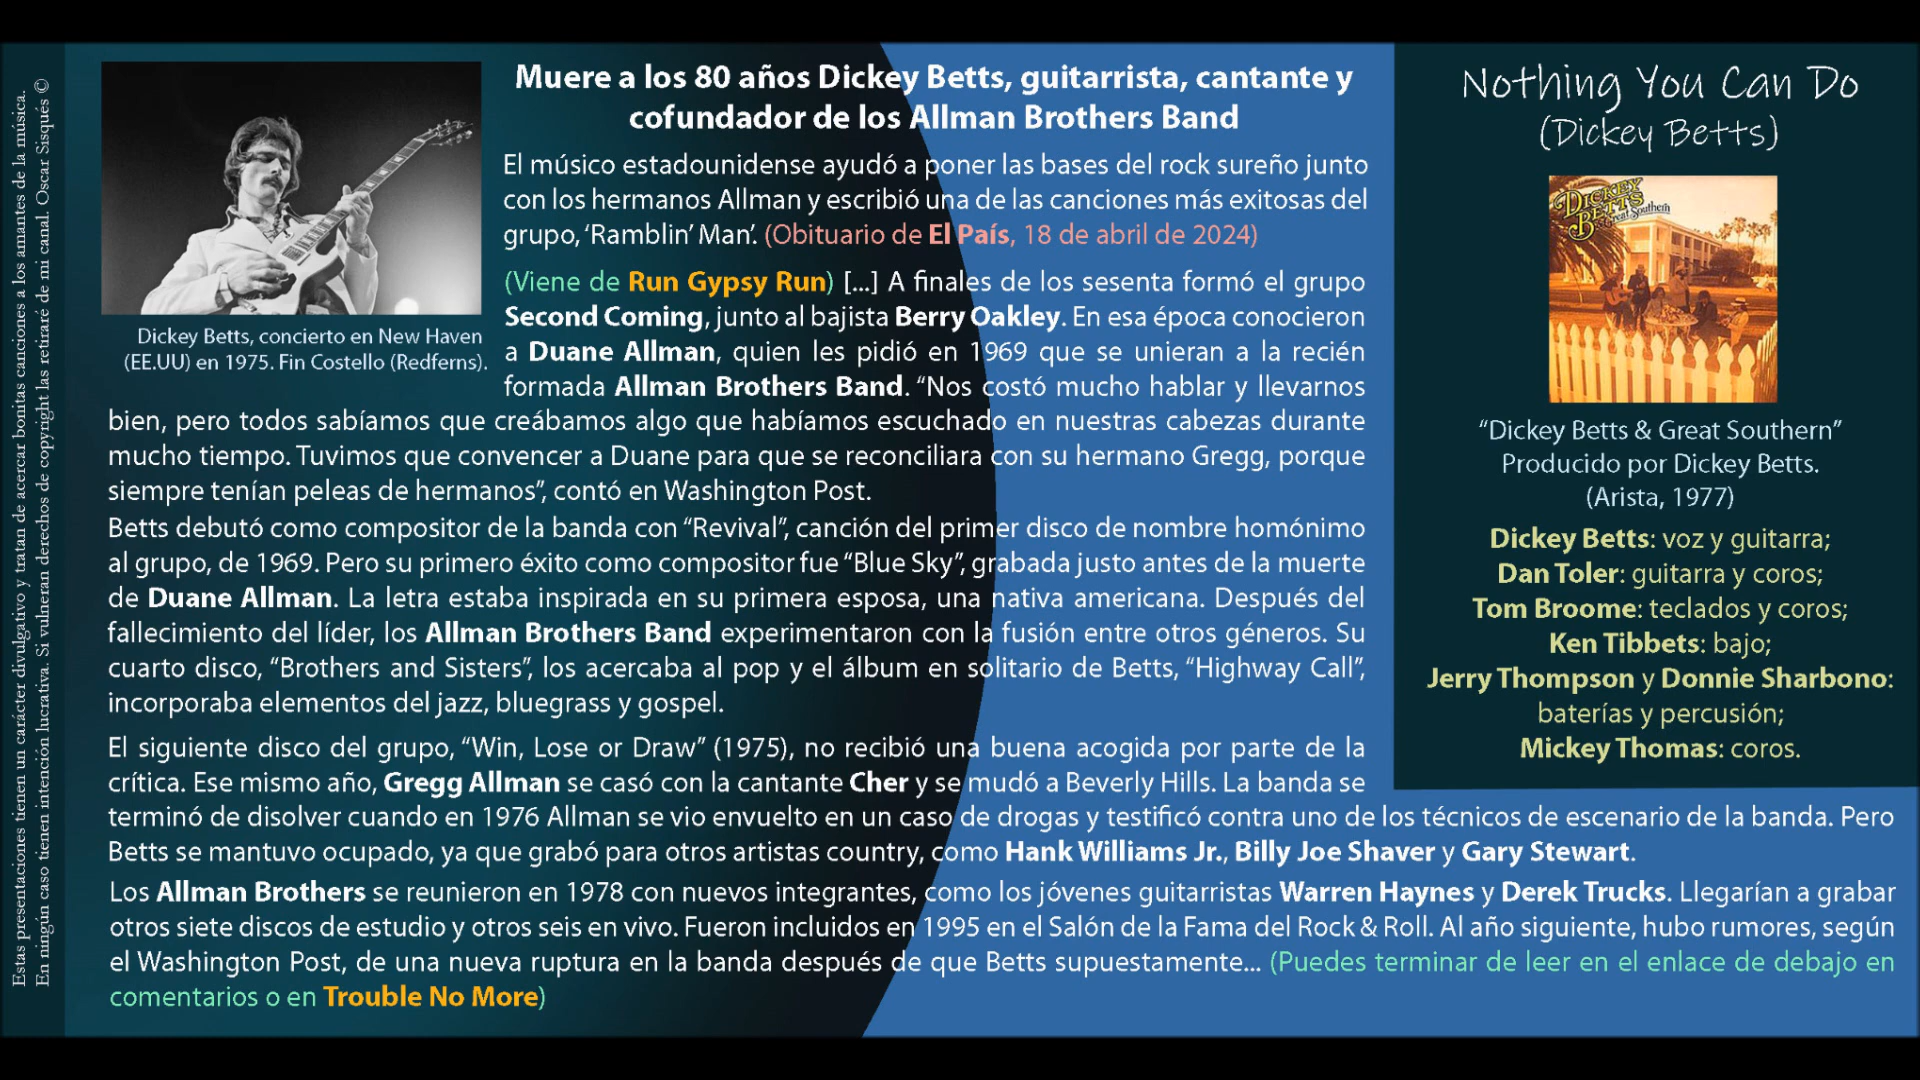 Estas presentaciones tienen un carácter divulgativo y tratan de acercar bonitas canciones a los amantes de la música.
En ningún caso tienen intención lucrativa. Si vulneran derechos de copyright las retiraré de mi canal. Oscar Sisqués ©
Dickey Betts, concierto en New Haven
(EE.UU) en 1975. Fin Costello (Redferns).
Muere a los 80 años Dickey Betts, guitarrista, cantante y
cofundador de los Allman Brothers Band
El músico estadounidense ayudó a poner las bases del rock sureño junto
con los hermanos Allman y escribió una de las canciones más exitosas del
grupo, ‘Ramblin’ Man’. (Obituario de El País, 18 de abril de 2024)
(Viene de Run Gypsy Run) [...] A finales de los sesenta formó el grupo
Second Coming, junto al bajista Berry Oakley. En esa época conocieron
a Duane Allman, quien les pidió en 1969 que se unieran a la recién
formada Allman Brothers Band. “Nos costó mucho hablar y llevarnos
bien, pero todos sabíamos que creábamos algo que habíamos escuchado en nuestras cabezas durante
mucho tiempo. Tuvimos que convencer a Duane para que se reconciliara con su hermano Gregg, porque
siempre tenían peleas de hermanos”, contó en Washington Post.
Betts debutó como compositor de la banda con “Revival”, canción del primer disco de nombre homónimo
al grupo, de 1969. Pero su primero éxito como compositor fue “Blue Sky”, grabada justo antes de la muerte
de Duane Allman. La letra estaba inspirada en su primera esposa, una nativa americana. Después del
fallecimiento del líder, los Allman Brothers Band experimentaron con la fusión entre otros géneros. Su
cuarto disco, “Brothers and Sisters”, los acercaba al pop y el álbum en solitario de Betts, “Highway Call”,
incorporaba elementos del jazz, bluegrass y gospel.
El siguiente disco del grupo, “Win, Lose or Draw” (1975), no recibió una buena acogida por parte de la
crítica. Ese mismo año, Gregg Allman se casó con la cantante Cher y se mudó a Beverly Hills. La banda se
terminó de disolver cuando en 1976 Allman se vio envuelto en un caso de drogas y testificó contra uno de los técnicos de escenario de la banda. Pero
Betts se mantuvo ocupado, ya que grabó para otros artistas country, como Hank Williams Jr., Billy Joe Shaver y Gary Stewart.
Los Allman Brothers se reunieron en 1978 con nuevos integrantes, como los jóvenes guitarristas Warren Haynes y Derek Trucks. Llegarían a grabar
otros siete discos de estudio y otros seis en vivo. Fueron incluidos en 1995 en el Salón de la Fama del Rock & Roll. Al año siguiente, hubo rumores, según
el Washington Post, de una nueva ruptura en la banda después de que Betts supuestamente... (Puedes terminar de leer en el enlace de debajo en
comentarios o en Trouble No More)
Nothing You Can Do
(Dickey Betts)
DICKEY
BETTS
& Great Southern
“Dickey Betts & Great Southern”
Producido por Dickey Betts.
(Arista, 1977)
Dickey Betts: voz y guitarra;
Dan Toler: guitarra y coros;
Tom Broome: teclados y coros;
Ken Tibbets: bajo;
Jerry Thompson y Donnie Sharbono:
baterías y percusión;
Mickey Thomas: coros.